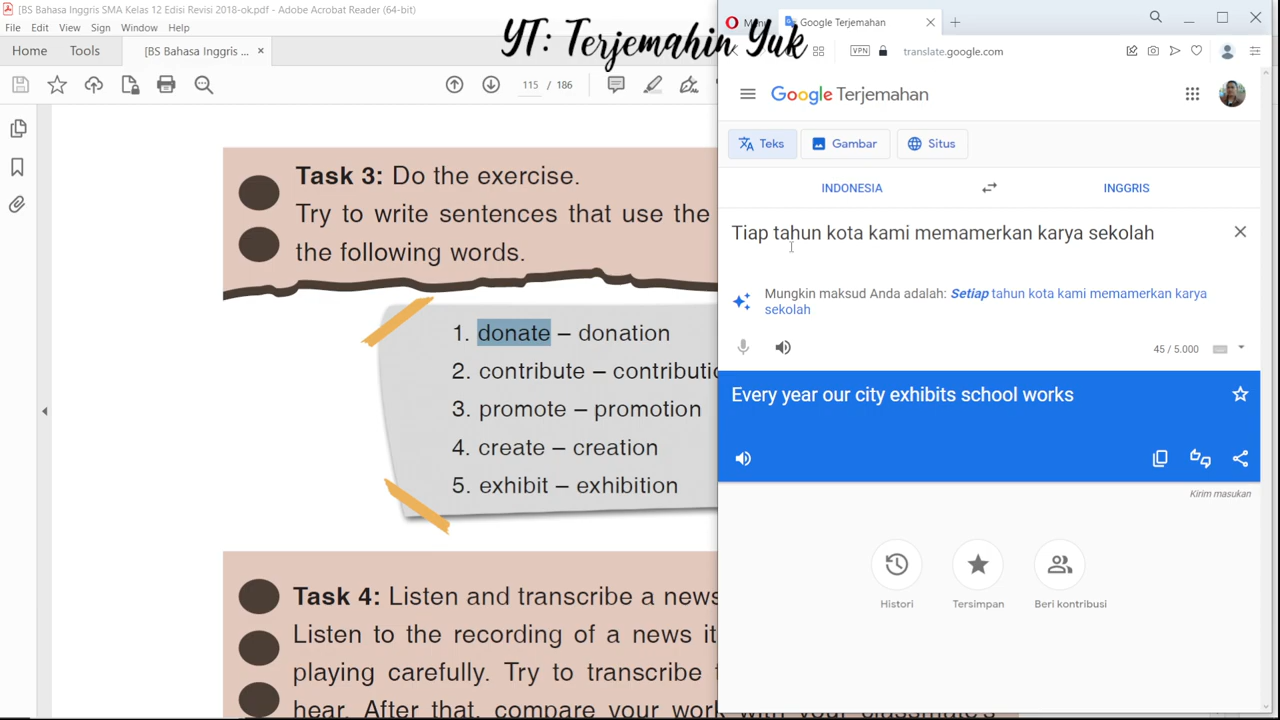 [BS Bahasa Inggris SMA Kelas 12 Edisi Revisi 2018-ok.pdf - Adobe Acrobat Reader (64-bit)
File Edit View Sign Window Help
Home Tools [BS Bahasa Inggris ... ×
115 / 186
YT: Terjemahin Yuk
Google Terjemahan
VPN translate.google.com
Google Terjemahan
Teks Gambar Situs
INDONESIA INGGRIS
Tiap tahun kota kami memamerkan karya sekolah
Mungkin maksud Anda adalah: Setiap tahun kota kami memamerkan karya
sekolah
45 / 5.000
Every year our city exhibits school works
Kirim masukan
Histori Tersimpan Beri kontribusi
Task 3: Do the exercise.
Try to write sentences that use the
the following words.
1. donate – donation
2. contribute – contributic
3. promote – promotion
4. create – creation
5. exhibit – exhibition
Task 4: Listen and transcribe a news
Listen to the recording of a news it
playing carefully. Try to transcribe
hear. After that, compare your work with your classmate's